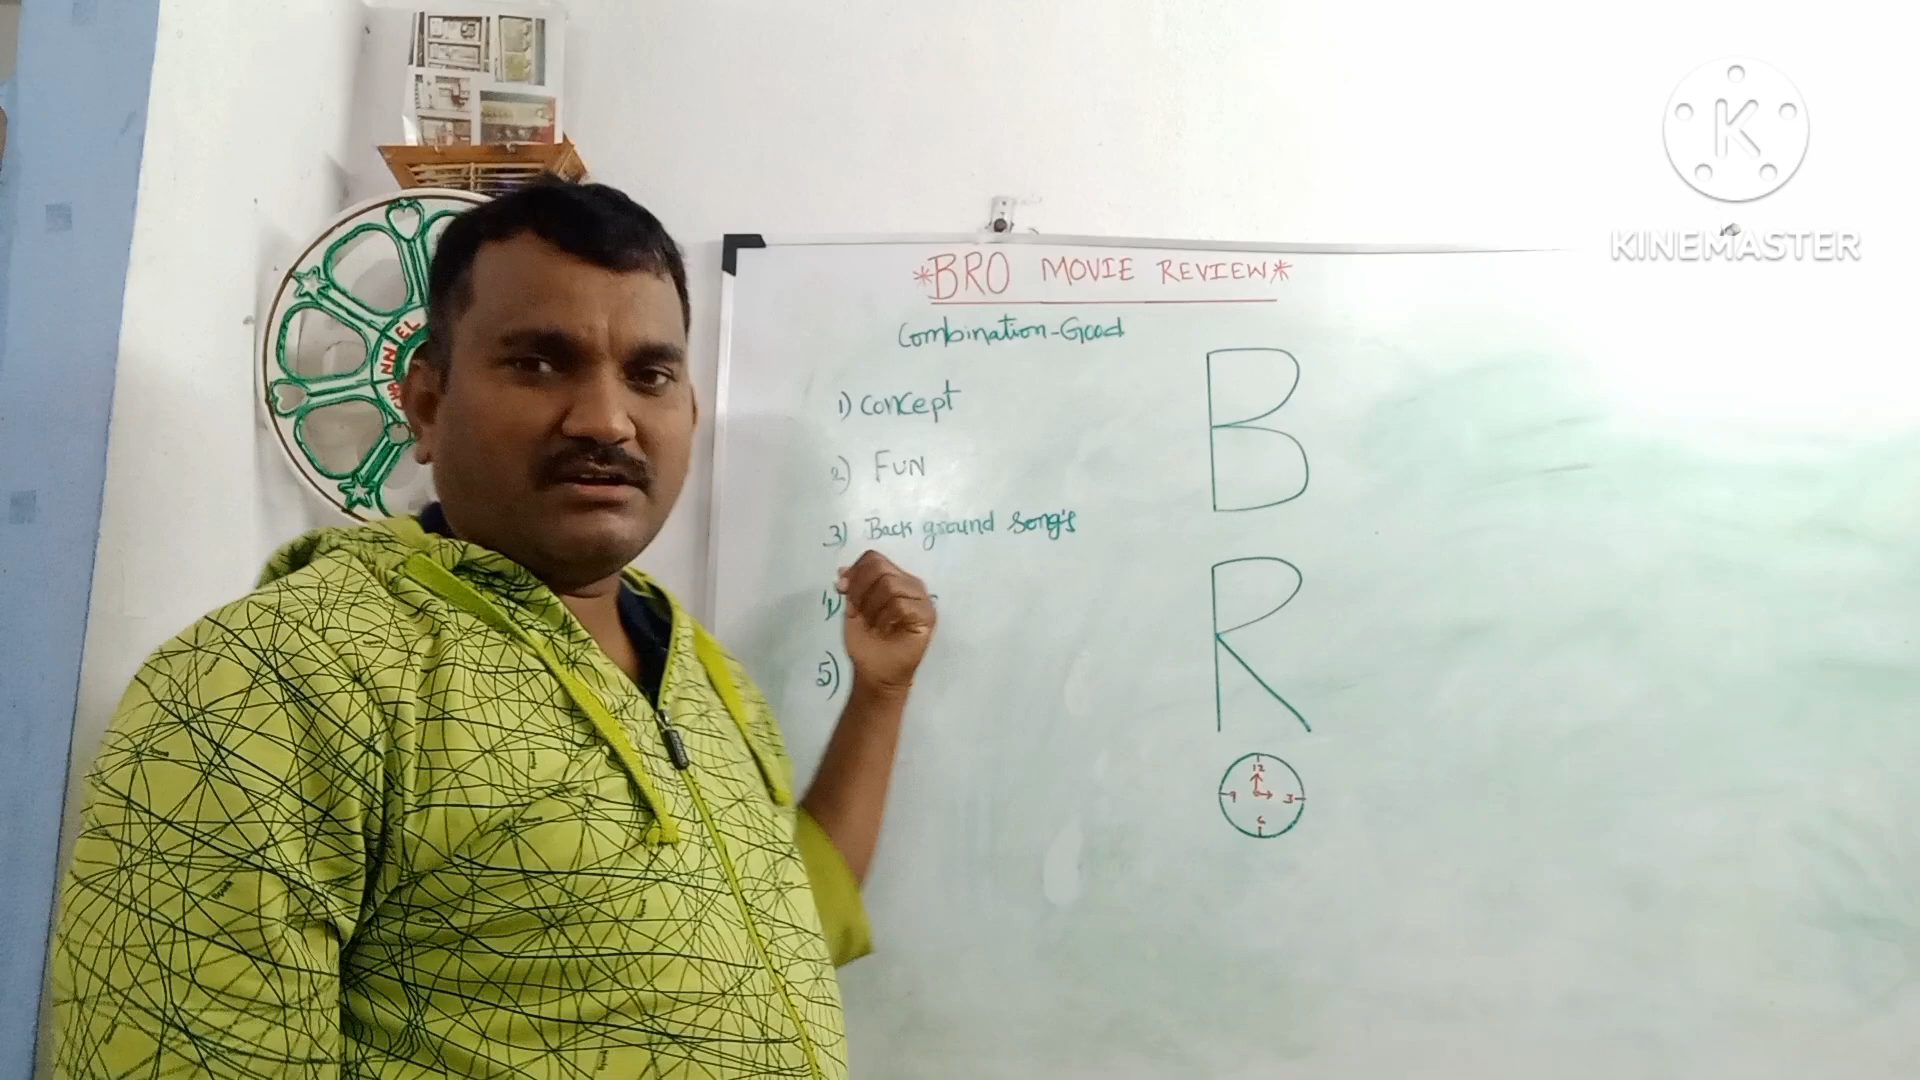 *BRO MOVIE REVIEW*
Combination-Good
1) Concept
2) FUN
3) Back ground Song's
4)
5)
B
R
12
9 3
6
CHANNEL
K
KINEMASTER